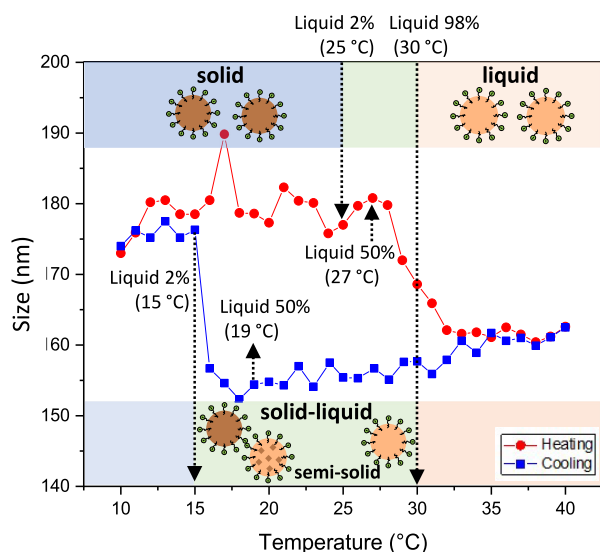 Liquid 2%
(25 °C)
Liquid 98%
(30 °C)
solid
liquid
200
190
180
170
160
150
140
Size (nm)
Liquid 2%
(15 °C)
Liquid 50%
(19 °C)
Liquid 50%
(27 °C)
solid-liquid
semi-solid
Heating
Cooling
10
15
20
25
30
35
40
Temperature (°C)